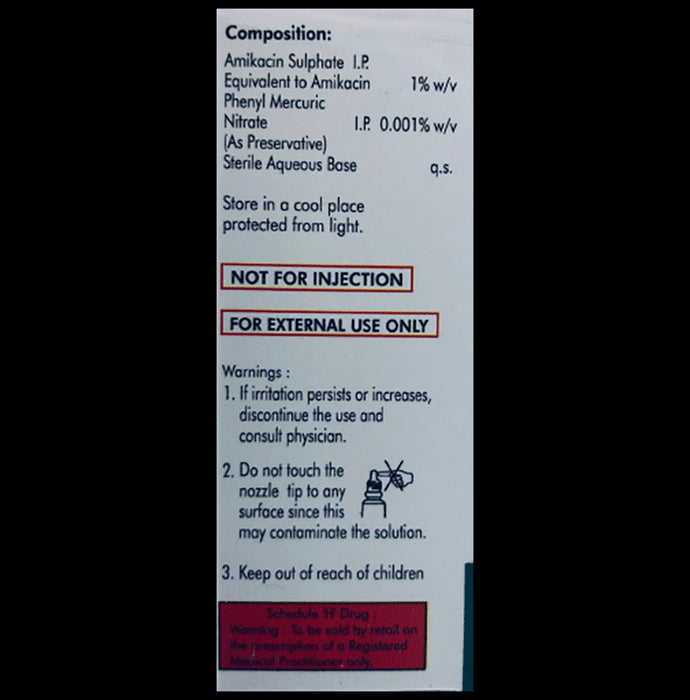 Composition:
Amikacin Sulphate I.P.
Equivalent to Amikacin 1% w/v
Phenyl Mercuric
Nitrate I.P. 0.001% w/v
(As Preservative)
Sterile Aqueous Base q.s.
Store in a cool place
protected from light.
NOT FOR INJECTION
FOR EXTERNAL USE ONLY
Warnings :
1. If irritation persists or increases,
discontinue the use and
consult physician.
2. Do not touch the
nozzle tip to any
surface since this
may contaminate the solution.
3. Keep out of reach of children
Schedule 'H' Drug :
Warning : To be sold by retail on
the prescription of a Registered
Medical Practitioner only.